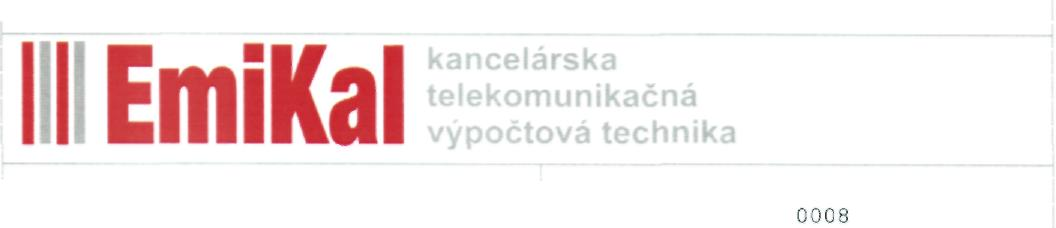 EmiKal
kancelárska
telekomunikačná
výpočtová technika
0008